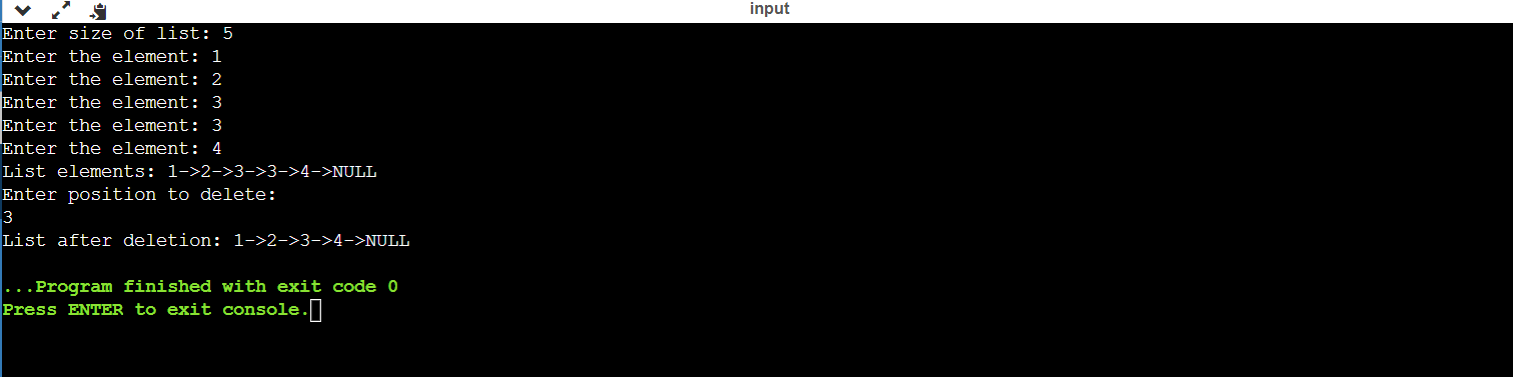 input
Enter size of list: 5
Enter the element: 1
Enter the element: 2
Enter the element: 3
Enter the element: 3
Enter the element: 4
List elements: 1->2->3->3->4->NULL
Enter position to delete:
3
List after deletion: 1->2->3->4->NULL
...Program finished with exit code 0
Press ENTER to exit console.